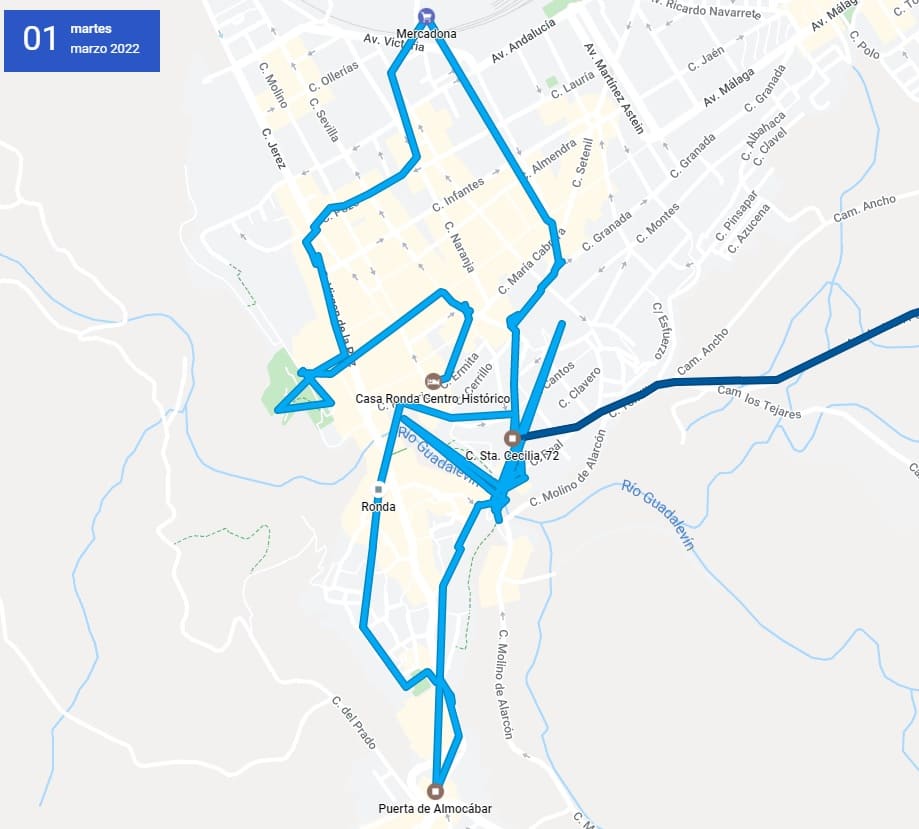 01 martes
marzo 2022
Mercadona
Av. Victoria
Av. Andalucía
Av. Ricardo Navarrete
Av. Málaga
C. Polo
C. Molino
C. Ollerías
C. Sevilla
C. Jerez
C. Lauría
Av. Martínez Astein
C. Jaén
Av. Málaga
C. Granada
C. Albahaca
C. Clavel
C. Almendra
C. Setenil
C. Granada
C. Infantes
C. Naranja
C. María Cabrera
C. Granada
C. Montes
C. Pinsapar
C. Azucena
Cam. Ancho
C/ Esfuerzo
Cam. Ancho
C. Ermita
Cerrillo
C. Clavero
Cam los Tejares
Casa Ronda Centro Histórico
C. Sta. Cecilia, 72
Río Guadalevín
C. Molino de Alarcón
Río Guadalevín
Ronda
C. Molino de Alarcón
C. del Prado
Puerta de Almocábar